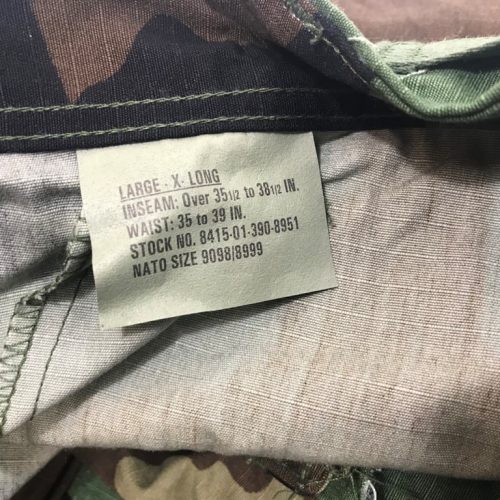 LARGE - X- LONG
INSEAM: Over 35 1/2 to 38 1/2 IN.
WAIST: 35 to 39 IN.
STOCK NO. 8415-01-390-8951
NATO SIZE 9098/8999